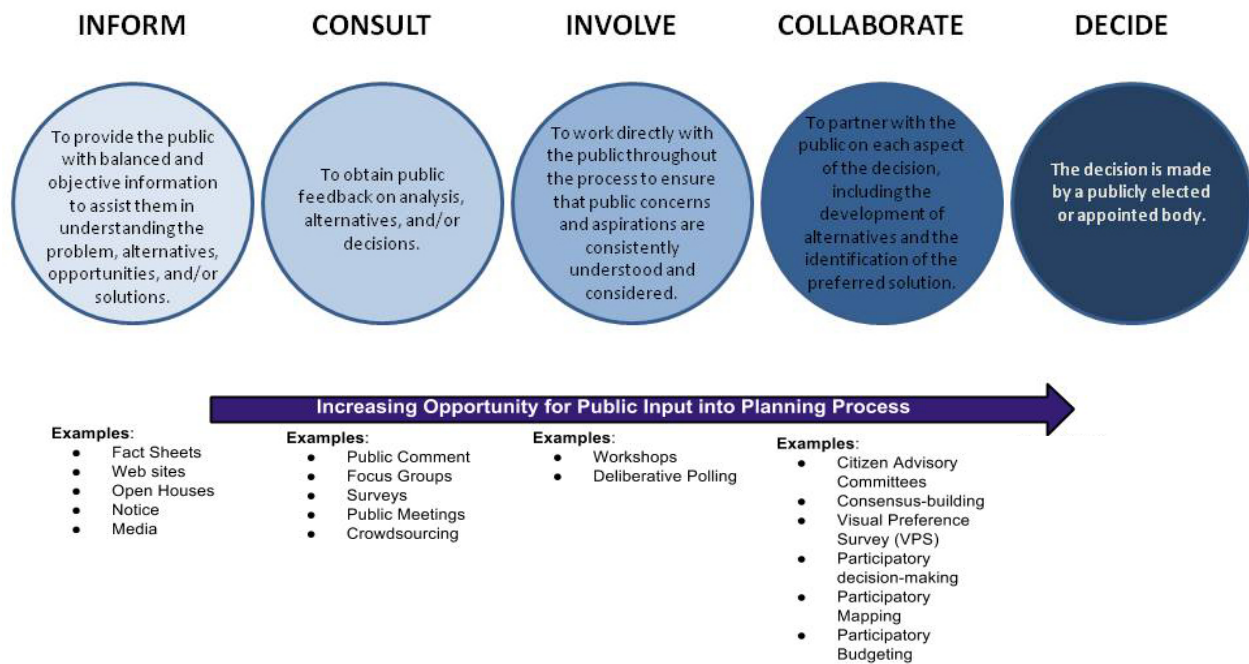 INFORM
CONSULT
INVOLVE
COLLABORATE
DECIDE
To provide the public
with balanced and
objective information
to assist them in
understanding the
problem, alternatives,
opportunities, and/or
solutions.
To obtain public
feedback on analysis,
alternatives, and/or
decisions.
To work directly with
the public throughout
the process to ensure
that public concerns
and aspirations are
consistently
understood and
considered.
To partner with the
public on each aspect
of the decision,
including the
development of
alternatives and the
identification of the
preferred solution.
The decision is made
by a publicly elected
or appointed body.
Increasing Opportunity for Public Input into Planning Process
Examples:
● Fact Sheets
● Web sites
● Open Houses
● Notice
● Media
Examples:
● Public Comment
● Focus Groups
● Surveys
● Public Meetings
● Crowdsourcing
Examples:
● Workshops
● Deliberative Polling
Examples:
● Citizen Advisory
Committees
● Consensus-building
● Visual Preference
Survey (VPS)
● Participatory
decision-making
● Participatory
Mapping
● Participatory
Budgeting